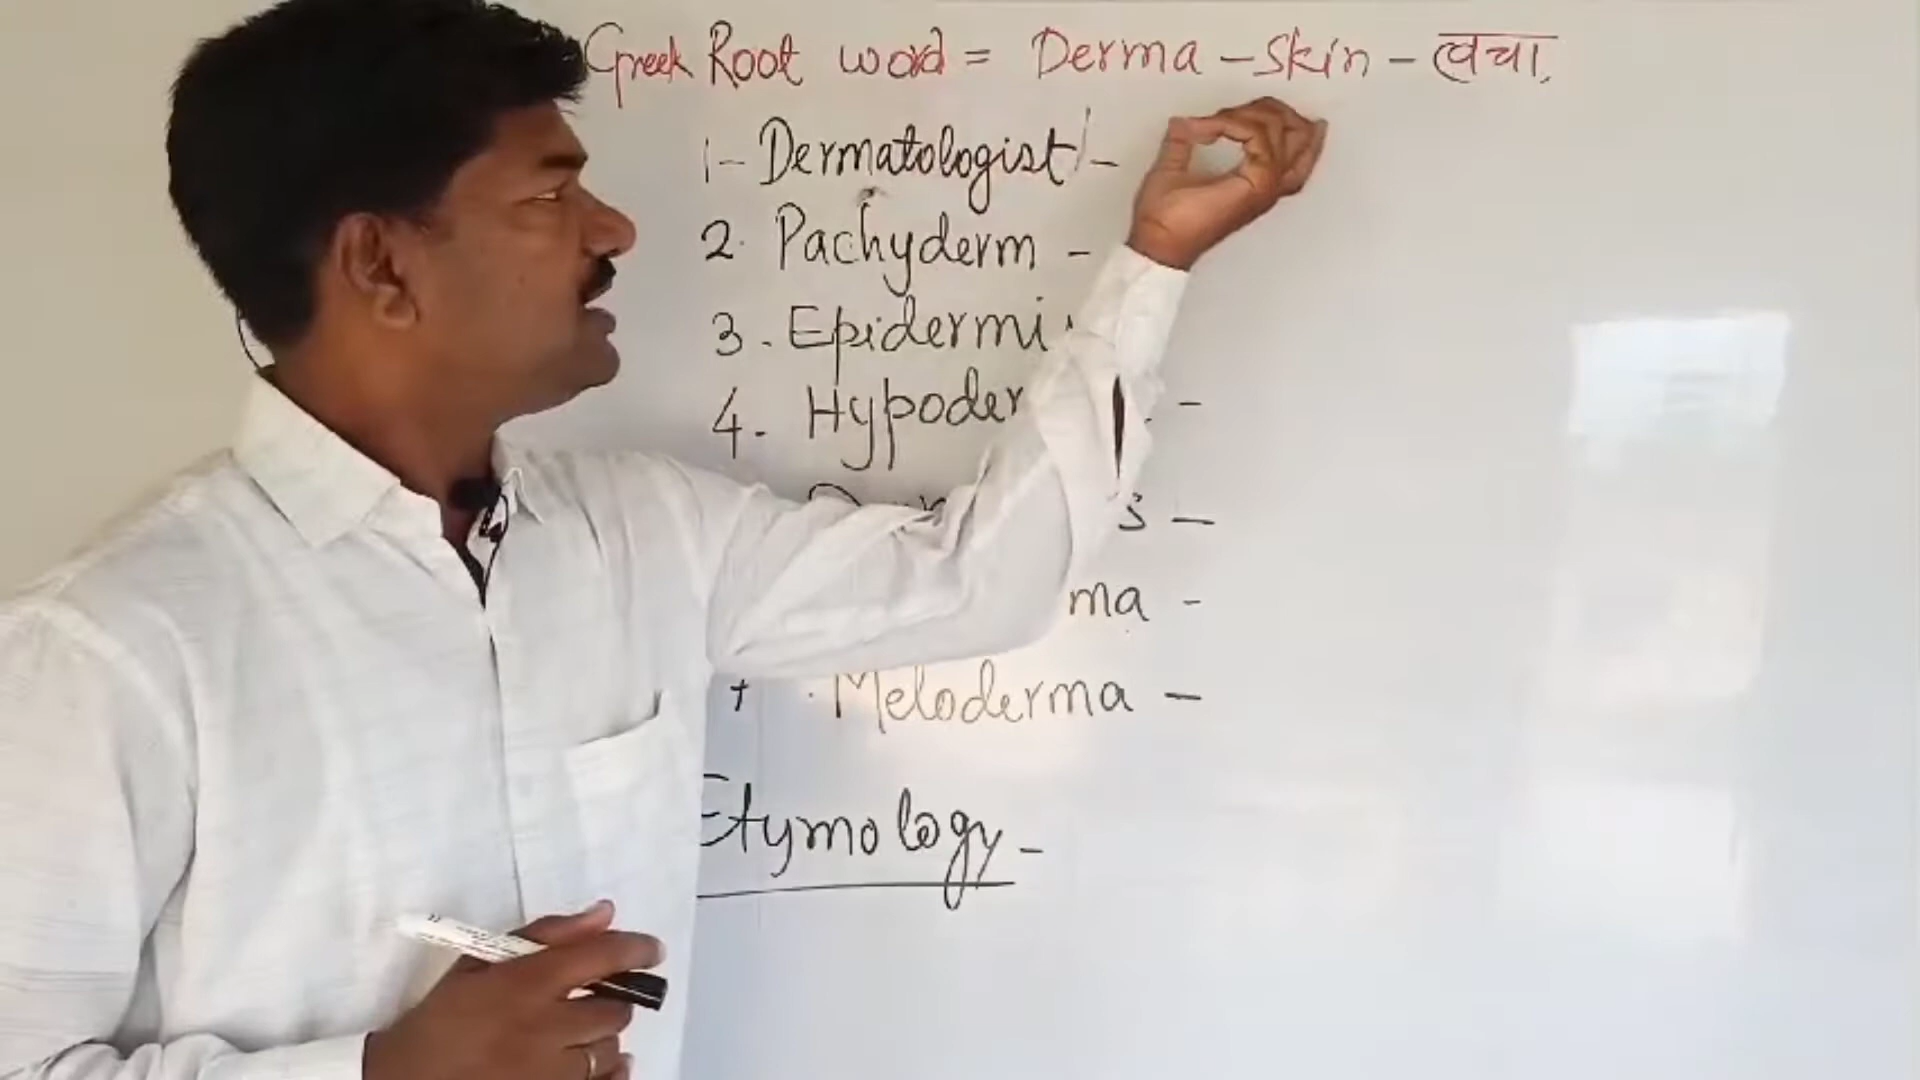 Greek Root word = Derma - Skin - त्वचा.
1- Dermatologist -
2. Pachyderm -
3. Epidermi
4. Hypoder -
s -
ma -
Meloderma -
Etymology -